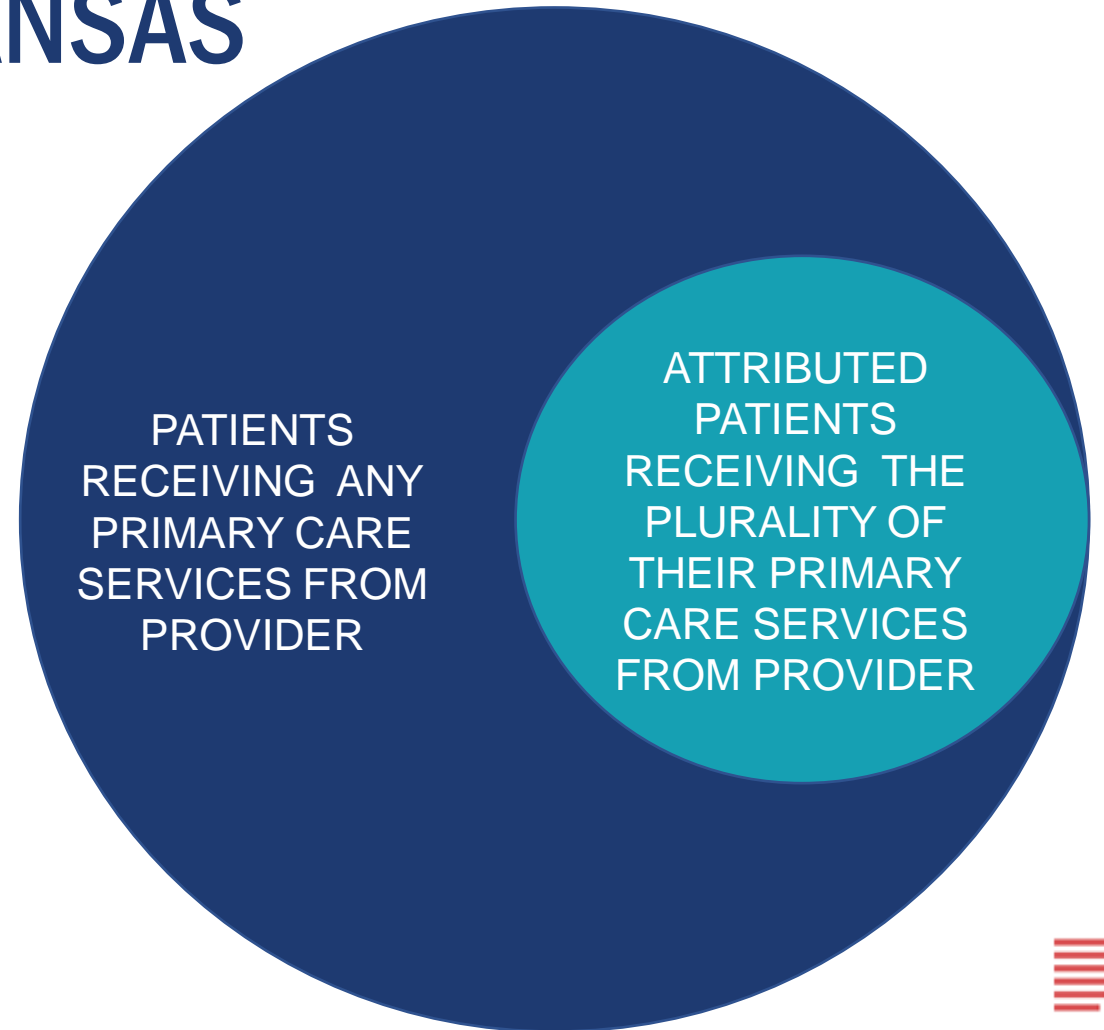 ANSAS
PATIENTS
RECEIVING ANY
PRIMARY CARE
SERVICES FROM
PROVIDER
ATTRIBUTED
PATIENTS
RECEIVING THE
PLURALITY OF
THEIR PRIMARY
CARE SERVICES
FROM PROVIDER